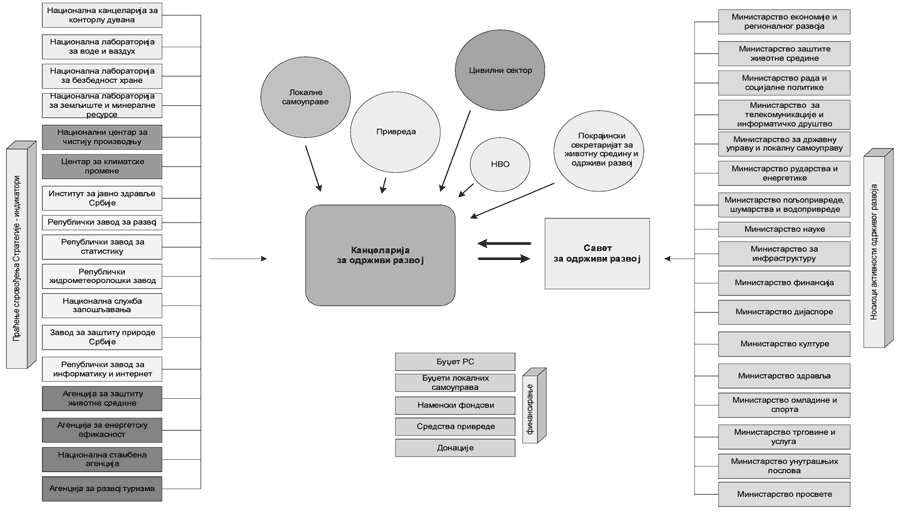 Праћење спровођења Стратегије - индикатори
Национална канцеларија за
конторлу дувана
Национална лабораторија
за воде и ваздух
Национална лабораторија
за безбедност хране
Национална лабораторија
за земљиште и минералне
ресурсе
Национални центар за
чистију производњу
Центар за климатске
промене
Институт за јавно здравље
Србије
Републички завод за развој
Републички завод за
статистику
Републички
хидрометеоролошки завод
Национална служба
запошљавања
Завод за заштиту природе
Србије
Републички завод за
информатику и интернет
Агенција за заштиту
животне средине
Агенција за енергетску
ефикасност
Национална стамбена
агенција
Агенција за развој туризма
Локалне
самоуправе
Привреда
Цивилни сектор
НВО
Покрајински
секретаријат за
животну средину и
одрживи развој
Канцеларија
за одрживи развој
Савет
за одрживи развој
Буџет РС
Буџети локалних
самоуправа
Наменски фондови
Средства привреде
Донације
финансирање
Министарство економије и
регионалног развоја
Министарство заштите
животне средине
Министарство рада и
социјалне политике
Министарство за
телекомуникације и
информатичко друштво
Министарство за државну
управу и локалну самоуправу
Министарство рударства и
енергетике
Министарство пољопривреде,
шумарства и водопривреде
Министарство науке
Министарство за
инфраструктуру
Министарство финансија
Министарство дијаспоре
Министарство културе
Министарство здравља
Министарство омладине и
спорта
Министарство трговине и
услуга
Министарство унутрашњих
послова
Министарство просвете
Носиоци активности одрживог развоја